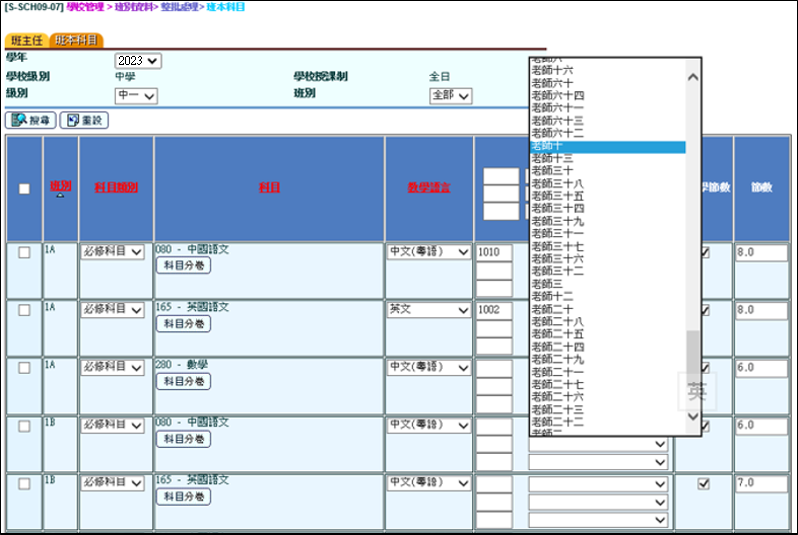 [S-SCH09-07] 學校管理 > 班別資料> 整批處理> 班本科目
班主任 班本科目
學年 2023
學校級別 中學 學校授課制 全日
級別 中一 班別 全部
搜尋 重設
班別 科目類別 科目 教學語言 節數
1A 必修科目 080 - 中國語文 中文(粵語) 1010 8.0
科目分卷
1A 必修科目 165 - 英國語文 英文 1002 8.0
科目分卷
1A 必修科目 280 - 數學 中文(粵語) 6.0
科目分卷
1B 必修科目 080 - 中國語文 中文(粵語) 6.0
科目分卷
1B 必修科目 165 - 英國語文 中文(粵語) 7.0
科目分卷
老師十六
老師六十
老師六十四
老師六十一
老師六十三
老師六十二
老師十
老師十三
老師三十
老師三十八
老師三十五
老師三十四
老師三十九
老師三十一
老師三十七
老師三十六
老師三十二
老師三
老師十二
老師二十
老師二十八
老師二十五
老師二十四
老師二十九
老師二十一
老師二十七
老師二十六
老師二十三
老師二十二
英